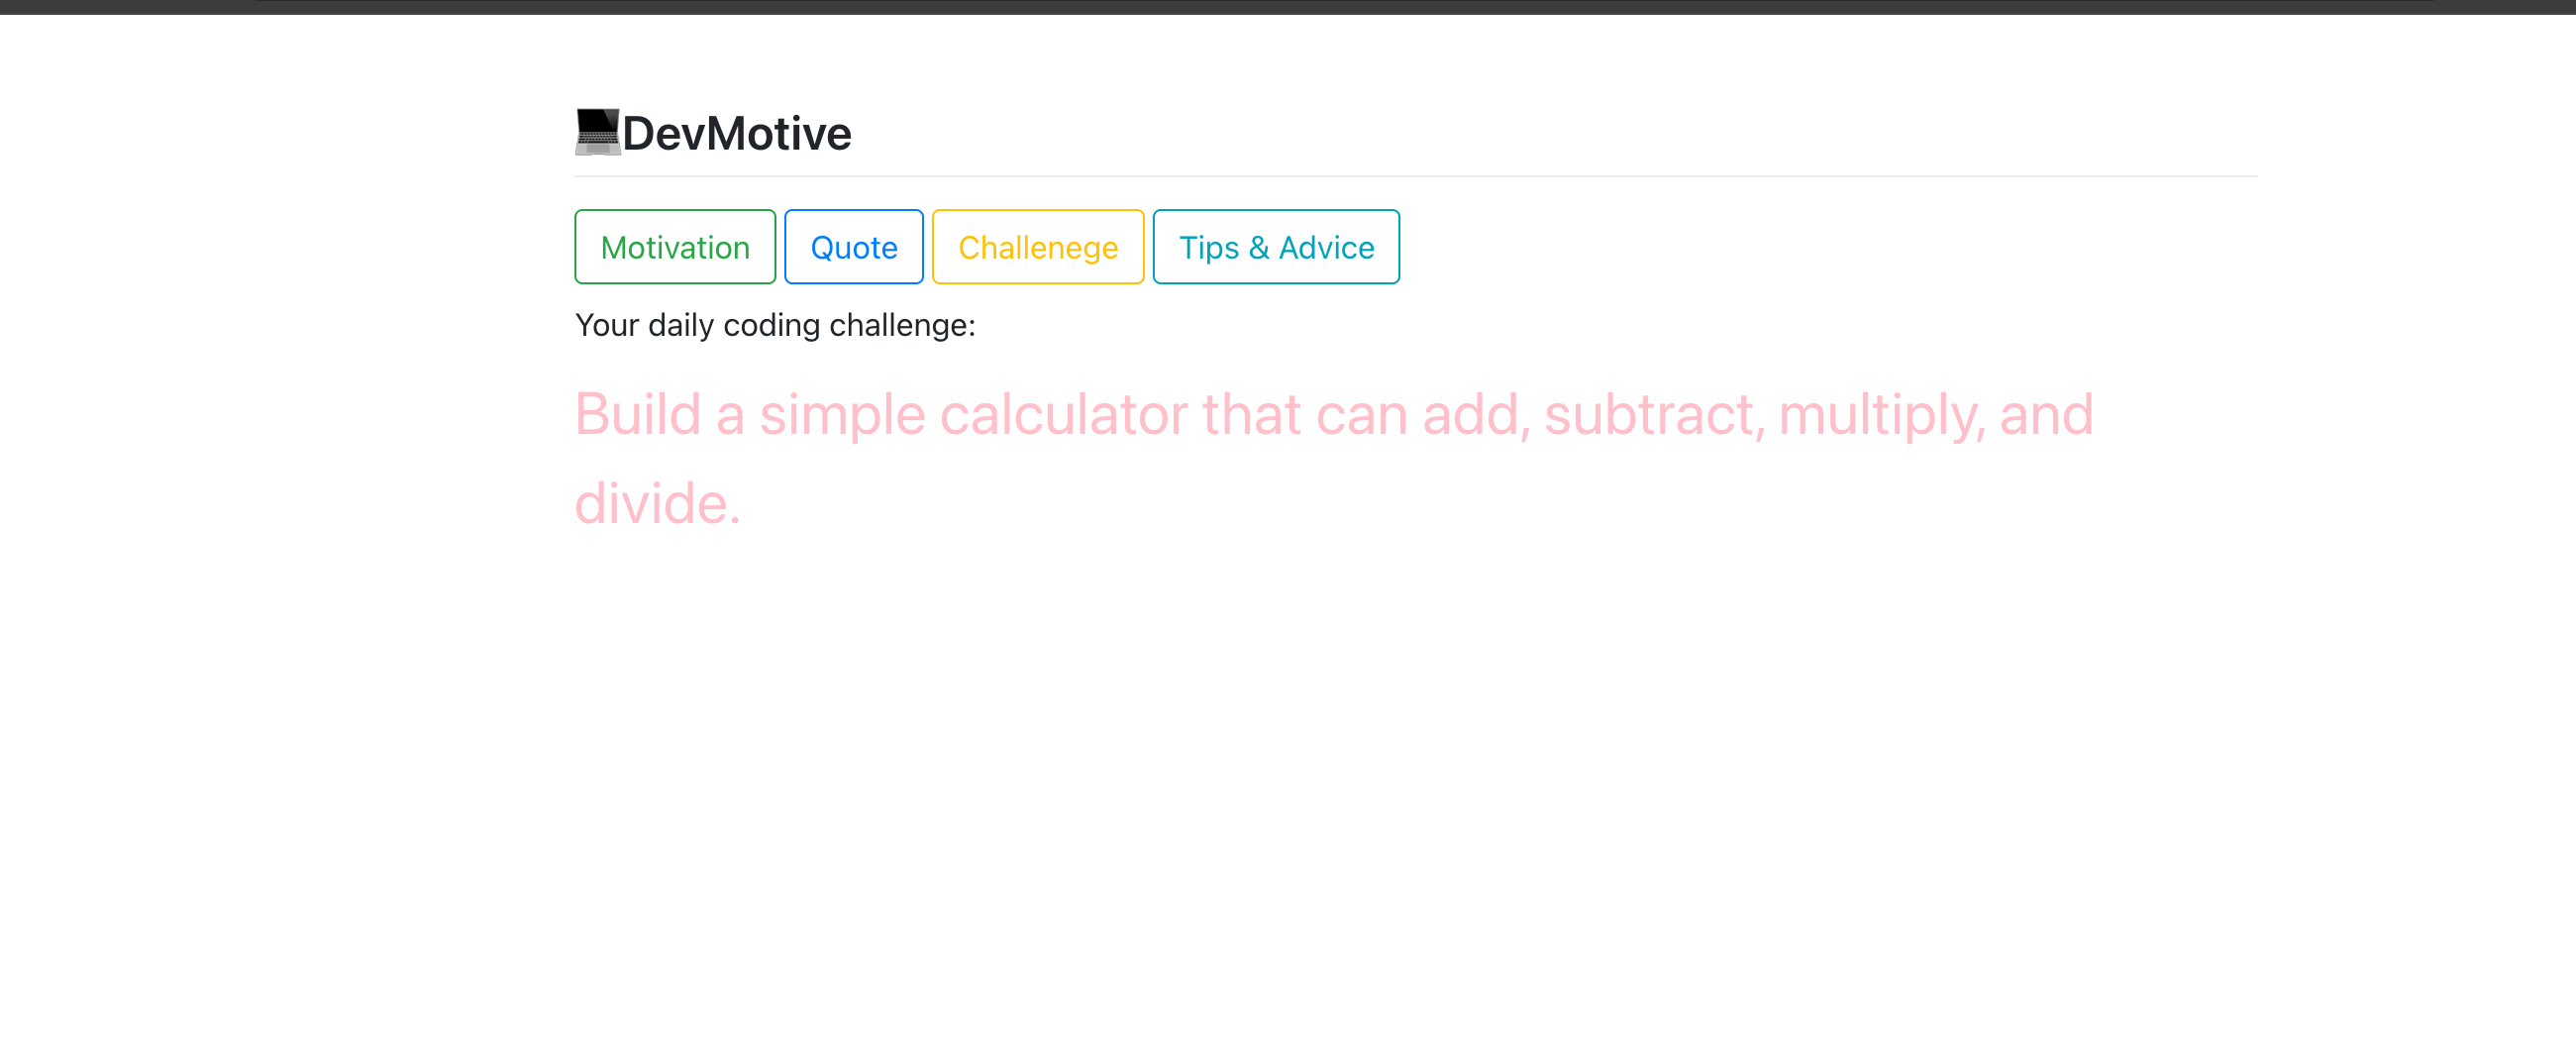 DevMotive
Motivation Quote Challenege Tips & Advice
Your daily coding challenge:
Build a simple calculator that can add, subtract, multiply, and
divide.